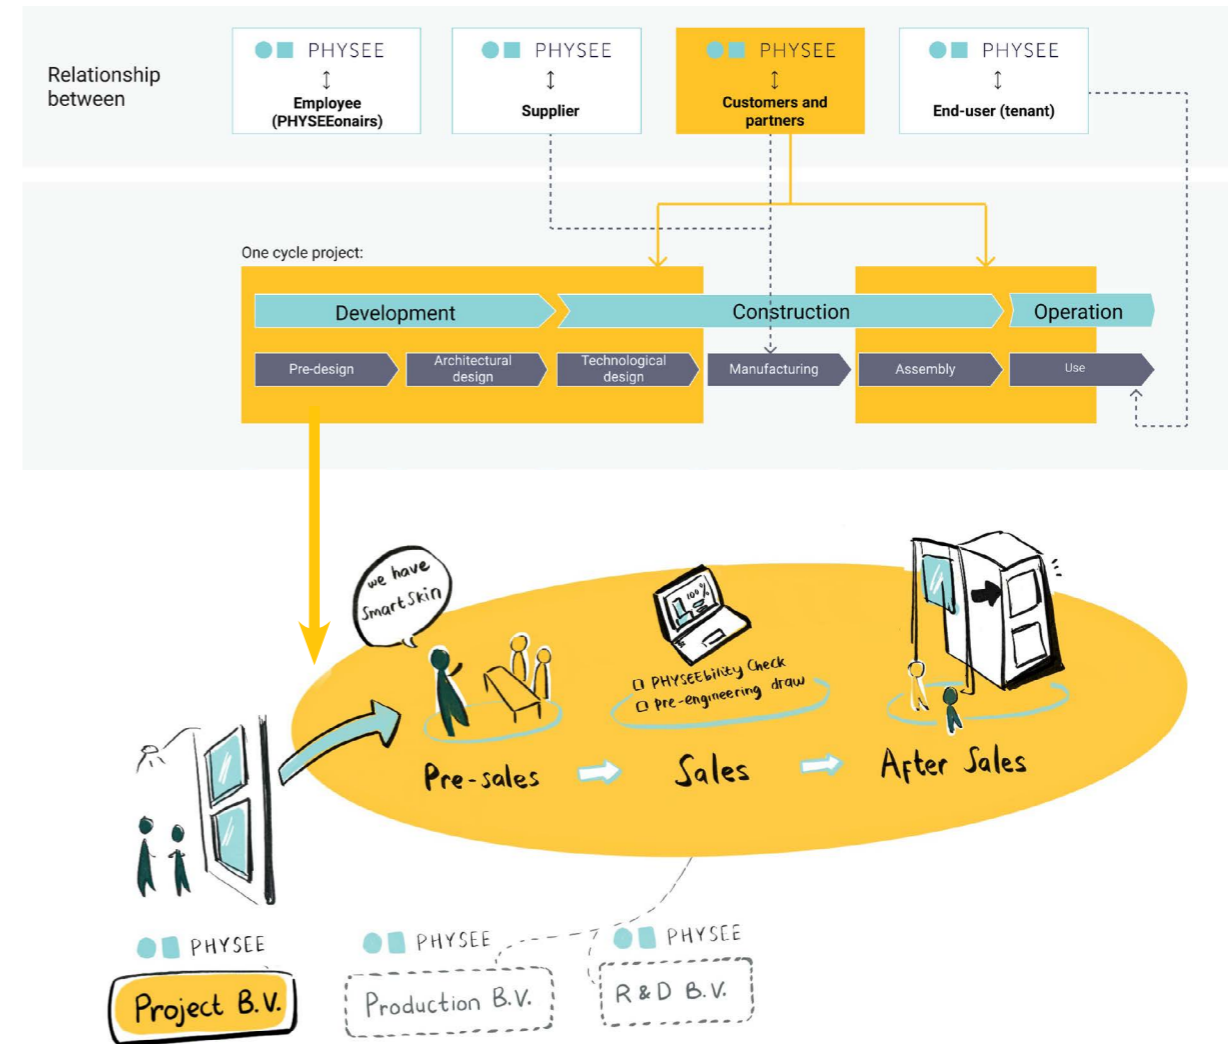 Relationship
between
PHYSEE
Employee
(PHYSEEonairs)
PHYSEE
Supplier
PHYSEE
Customers and
partners
PHYSEE
End-user (tenant)
One cycle project:
Development
Construction
Operation
Pre-design
Architectural
design
Technological
design
Manufacturing
Assembly
Use
we have
SmartSkin
100%
PHYSEEbility Check
Pre-engineering draw
Pre-sales
Sales
After Sales
PHYSEE
Project B.V.
PHYSEE
Production B.V.
PHYSEE
R & D B.V.